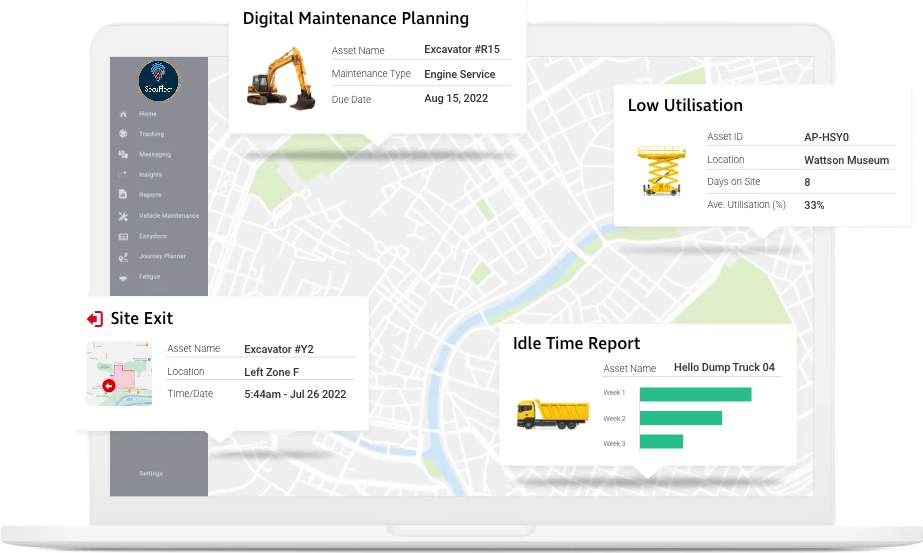 Digital Maintenance Planning
Asset Name Excavator #R15
Maintenance Type Engine Service
Due Date Aug 15, 2022
Low Utilisation
Asset ID AP-HSY0
Location Wattson Museum
Days on Site 8
Ave. Utilisation (%) 33%
SecuFleet
Home
Tracking
Messaging
Insights
Reports
Vehicle Maintenance
Easydocs
Journey Planner
Fatigue
Site Exit
Asset Name Excavator #Y2
Location Left Zone F
Time/Date 5:44am - Jul 26 2022
Idle Time Report
Asset Name Hello Dump Truck 04
Week 1
Week 2
Week 3
Settings